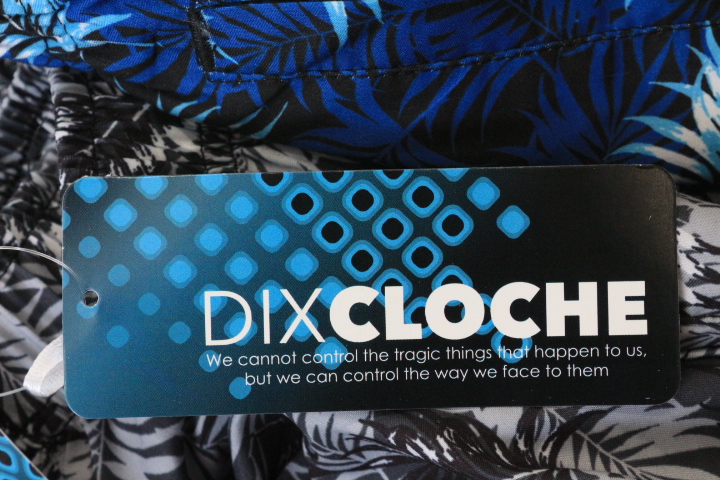 DIXCLOCHE
We cannot control the tragic things that happen to us,
but we can control the way we face to them